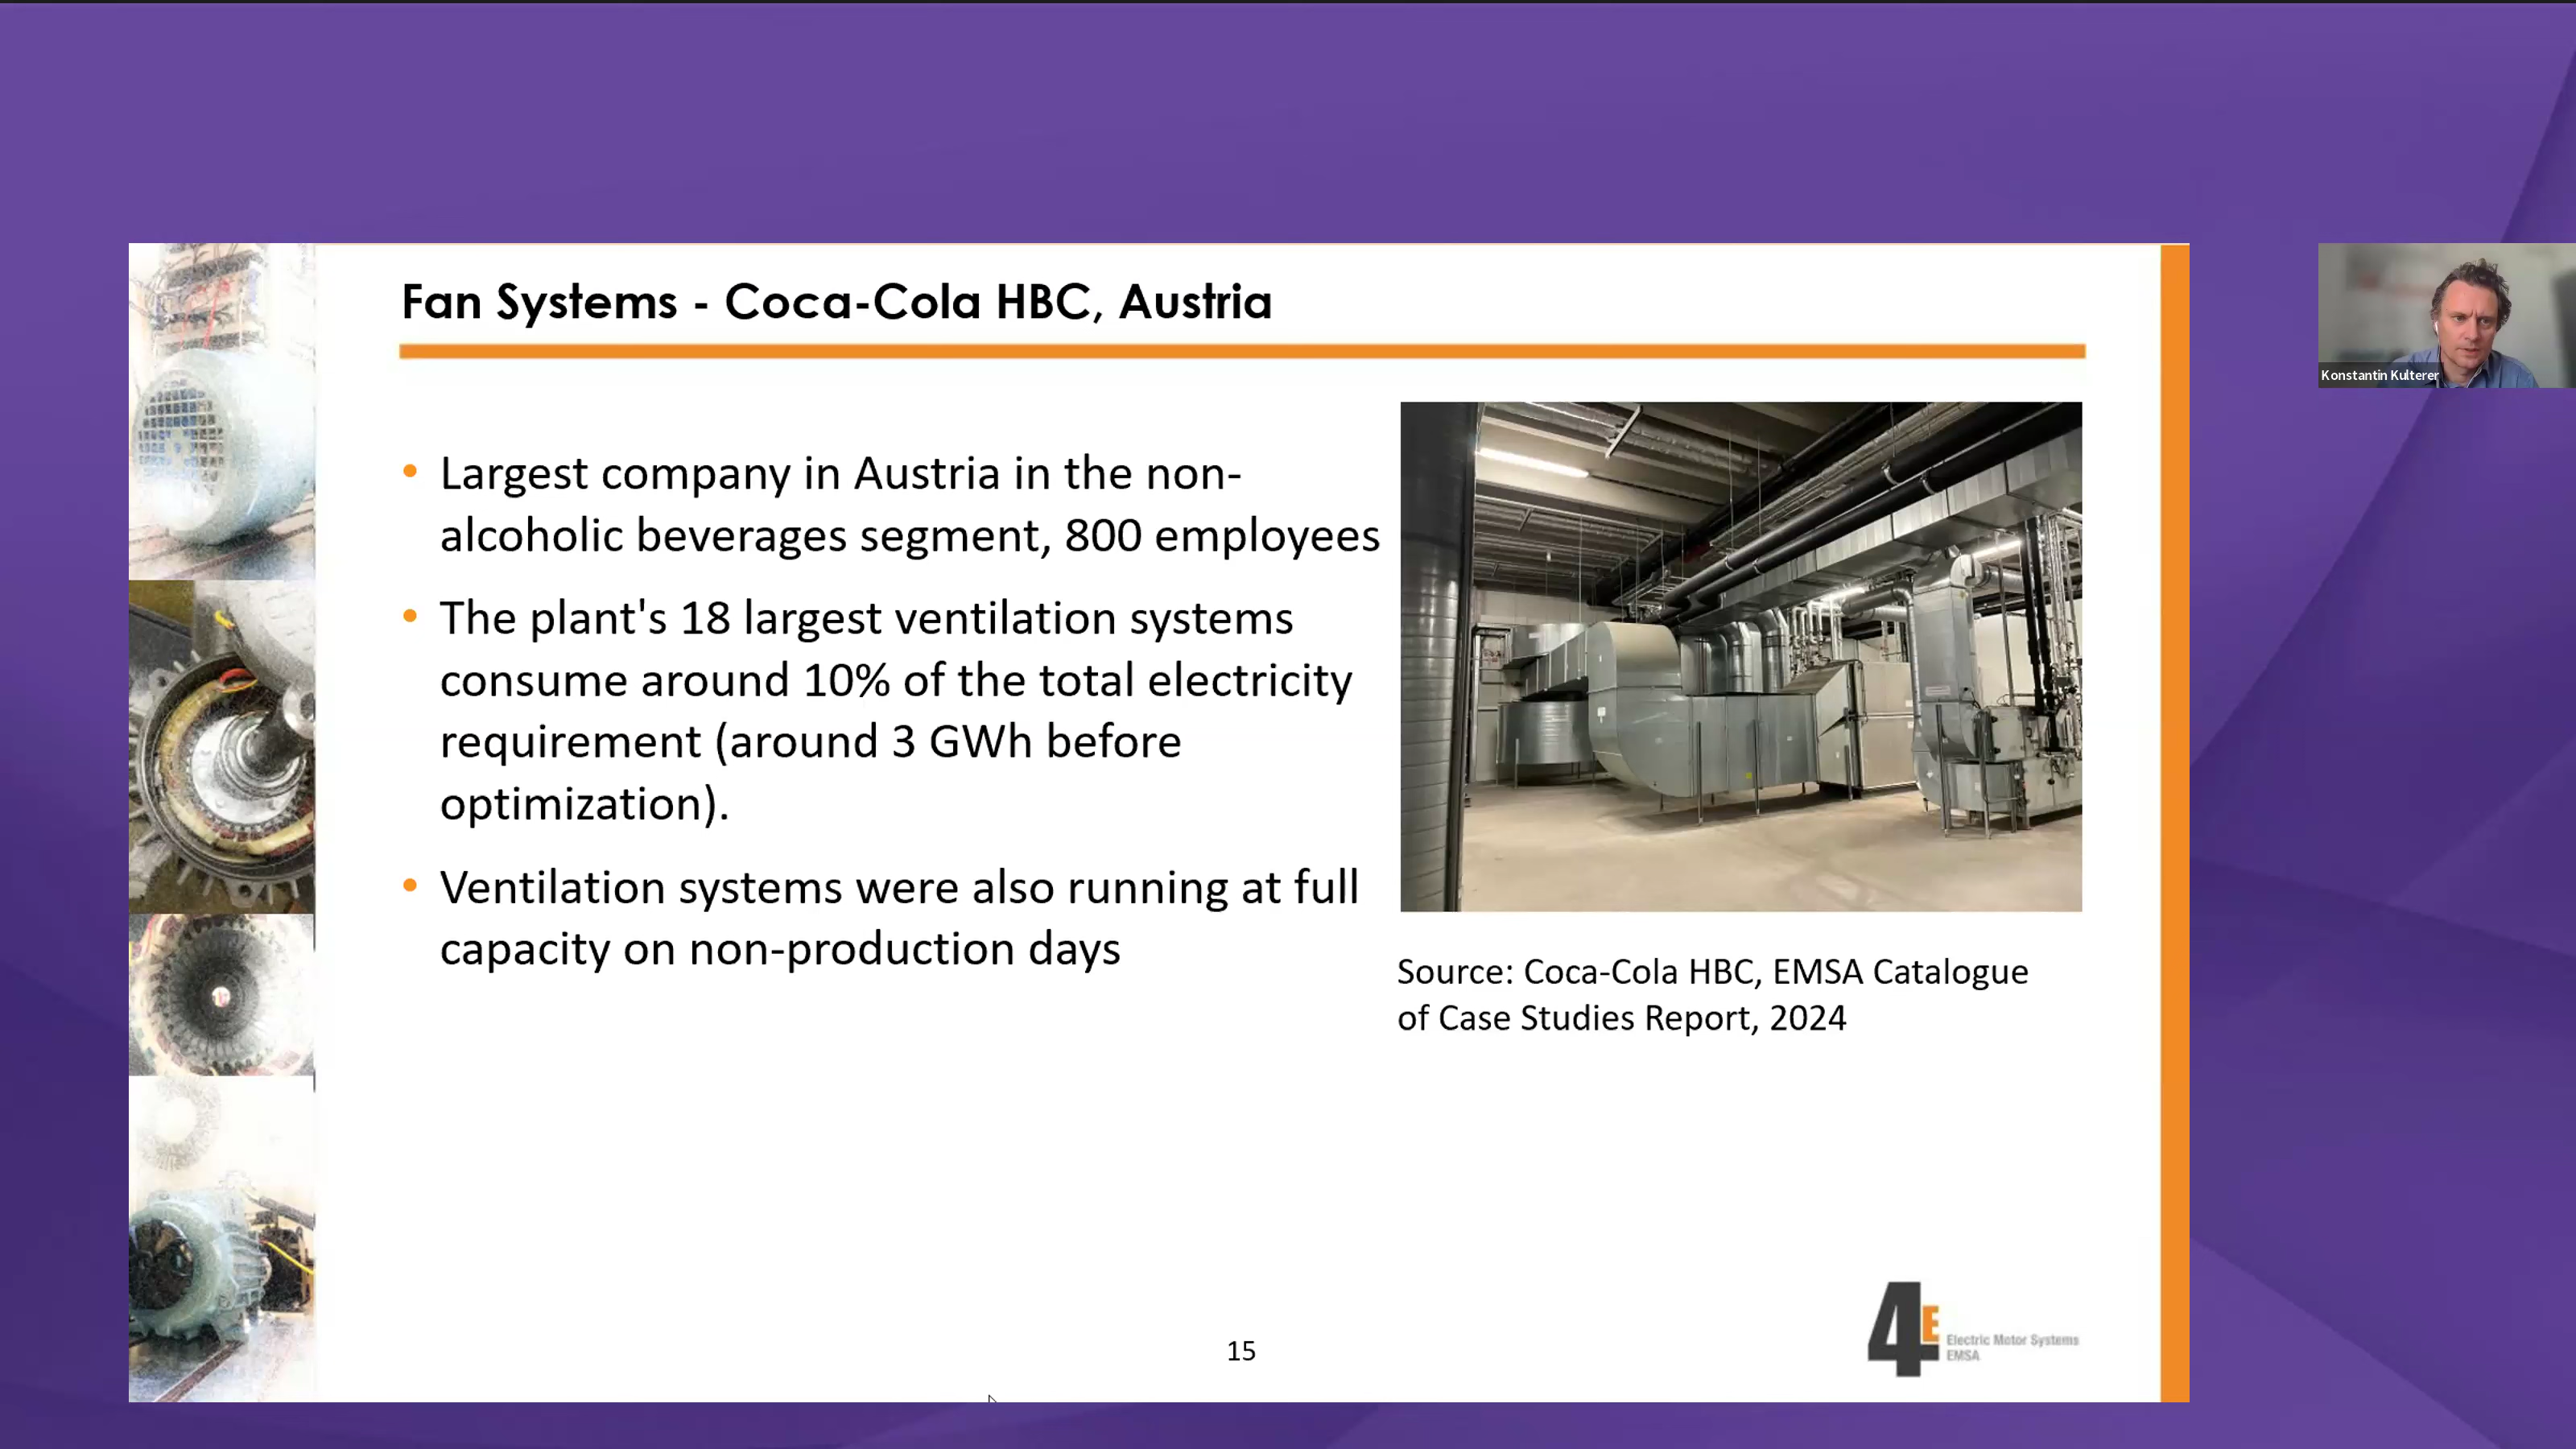 Fan Systems - Coca-Cola HBC, Austria
Konstantin Kulterer
• Largest company in Austria in the non-
alcoholic beverages segment, 800 employees
• The plant's 18 largest ventilation systems
consume around 10% of the total electricity
requirement (around 3 GWh before
optimization).
• Ventilation systems were also running at full
capacity on non-production days
Source: Coca-Cola HBC, EMSA Catalogue
of Case Studies Report, 2024
15
4E
Electric Motor Systems
EMSA